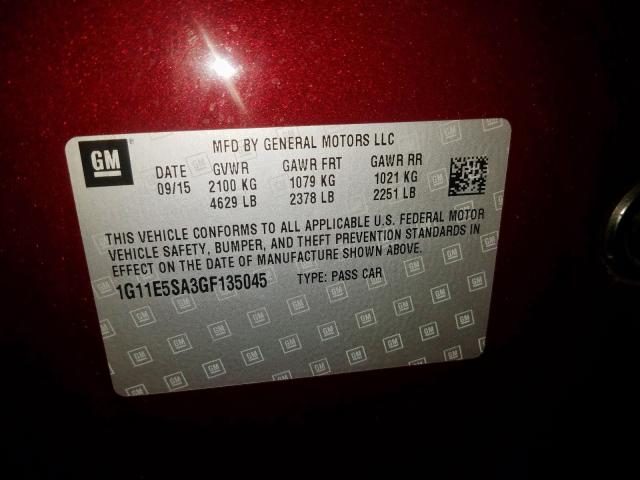 GM
MFD BY GENERAL MOTORS LLC
DATE GVWR GAWR FRT GAWR RR
09/15 2100 KG 1079 KG 1021 KG
4629 LB 2378 LB 2251 LB
THIS VEHICLE CONFORMS TO ALL APPLICABLE U.S. FEDERAL MOTOR
VEHICLE SAFETY, BUMPER, AND THEFT PREVENTION STANDARDS IN
EFFECT ON THE DATE OF MANUFACTURE SHOWN ABOVE.
1G11E5SA3GF135045 TYPE: PASS CAR